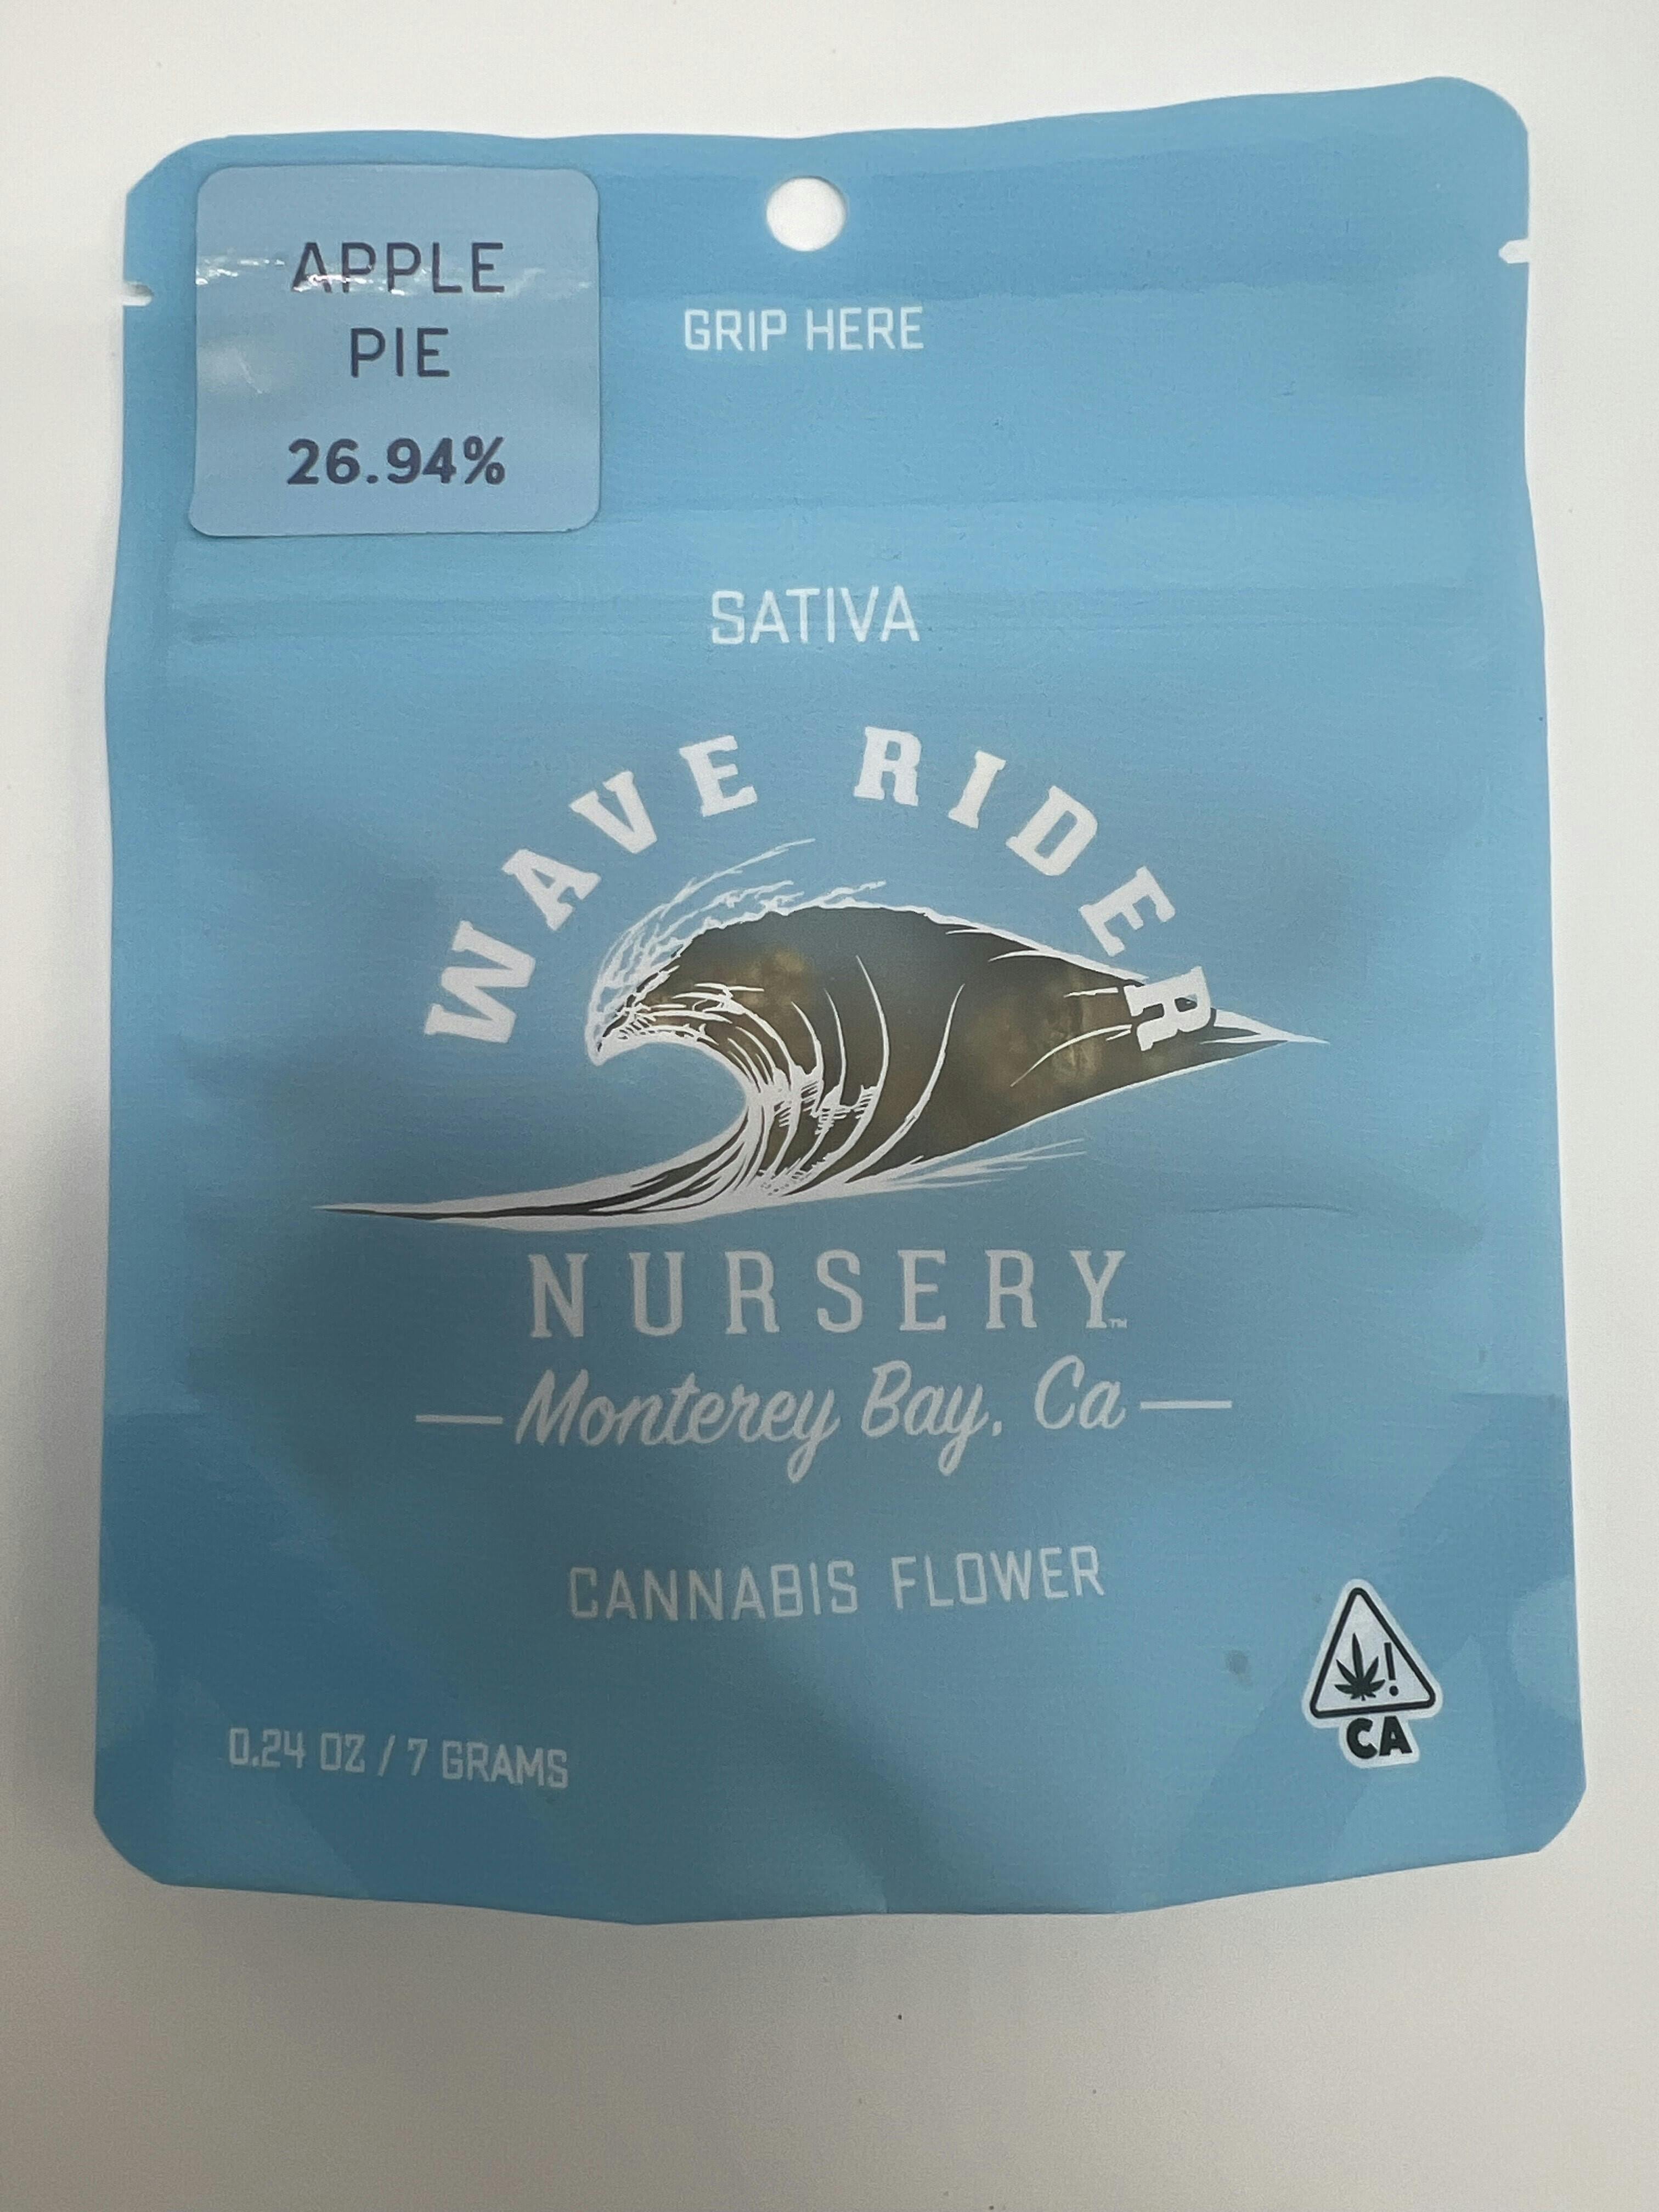 APPLE
PIE
26.94%
GRIP HERE
SATIVA
WAVE RIDER
NURSERY™
Monterey Bay, Ca
CANNABIS FLOWER
!
CA
0.24 OZ / 7 GRAMS